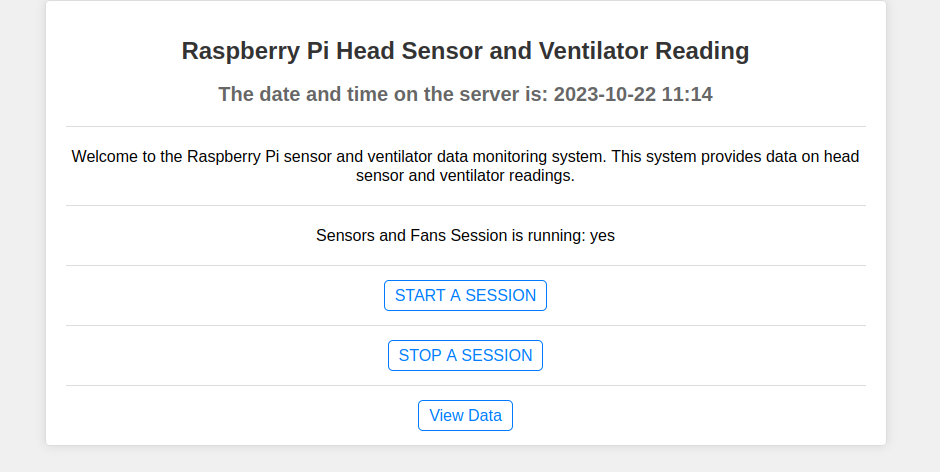 Raspberry Pi Head Sensor and Ventilator Reading
The date and time on the server is: 2023-10-22 11:14
Welcome to the Raspberry Pi sensor and ventilator data monitoring system. This system provides data on head
sensor and ventilator readings.
Sensors and Fans Session is running: yes
START A SESSION
STOP A SESSION
View Data